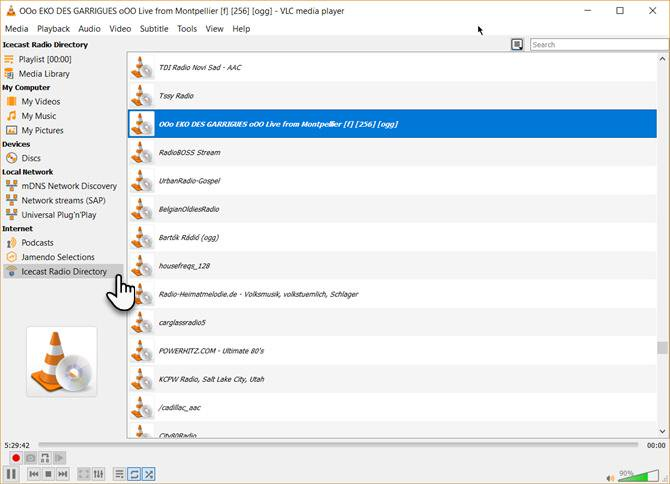 OOo EKO DES GARRIGUES oOO Live from Montpellier [f] [256] [ogg] - VLC media player
Media Playback Audio Video Subtitle Tools View Help
Icecast Radio Directory
Search
Playlist [00:00]
Media Library
My Computer
My Videos
My Music
My Pictures
Devices
Discs
Local Network
mDNS Network Discovery
Network streams (SAP)
Universal Plug'n'Play
Internet
Podcasts
Jamendo Selections
Icecast Radio Directory
TDI Radio Novi Sad - AAC
Tssy Radio
OOo EKO DES GARRIGUES oOO Live from Montpellier [f] [256] [ogg]
RadioBOSS Stream
UrbanRadio-Gospel
BelgianOldiesRadio
Bartók Rádió (ogg)
housefreqs_128
Radio-Heimatmelodie.de - Volksmusik, volkstuemlich, Schlager
carglassradio5
POWERHITZ.COM - Ultimate 80's
KCPW Radio, Salt Lake City, Utah
/cadillac_aac
City80Radio
5:29:42
00:00
90%